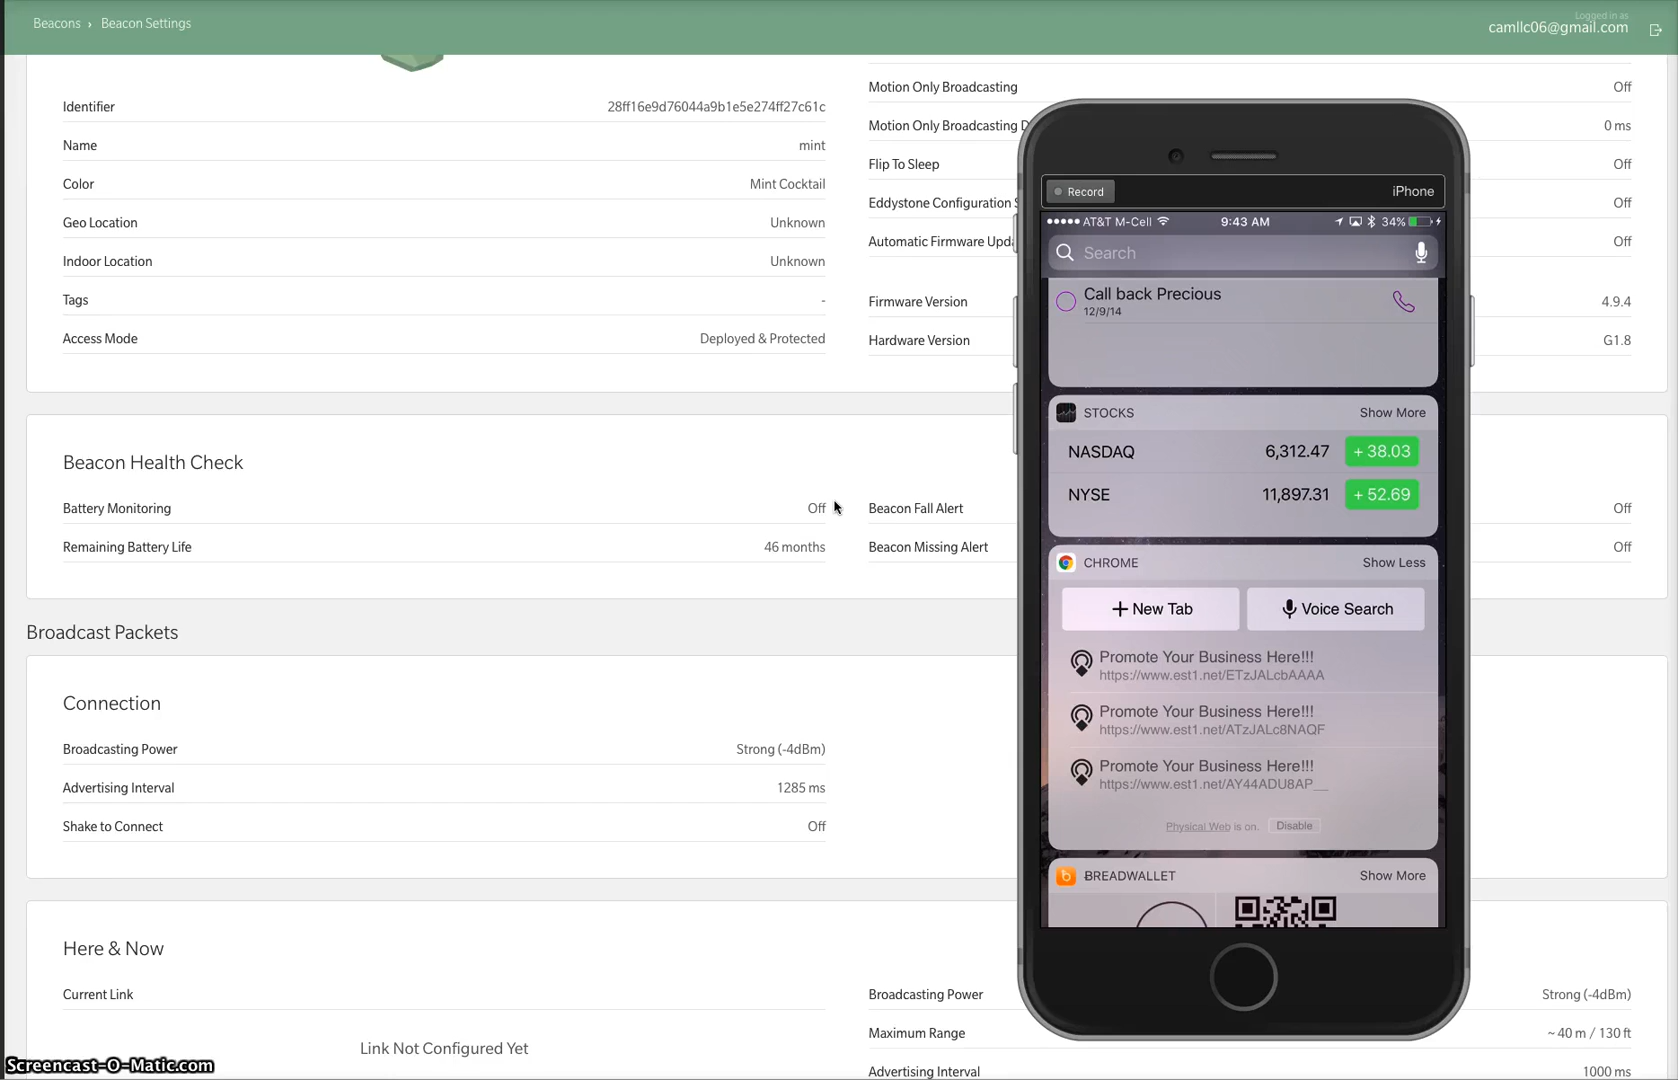 Beacons › Beacon Settings
Logged in as
camllc06@gmail.com
Identifier 28ff16e9d76044a9b1e5e274ff27c61c
Name mint
Color Mint Cocktail
Geo Location Unknown
Indoor Location Unknown
Tags -
Access Mode Deployed & Protected
Motion Only Broadcasting Off
Motion Only Broadcasting D 0 ms
Flip To Sleep Off
Eddystone Configuration S Off
Automatic Firmware Upda Off
Firmware Version 4.9.4
Hardware Version G1.8
Beacon Health Check
Battery Monitoring Off
Remaining Battery Life 46 months
Beacon Fall Alert Off
Beacon Missing Alert Off
Broadcast Packets
Connection
Broadcasting Power Strong (-4dBm)
Advertising Interval 1285 ms
Shake to Connect Off
Here & Now
Current Link
Link Not Configured Yet
Broadcasting Power Strong (-4dBm)
Maximum Range ~ 40 m / 130 ft
Advertising Interval 1000 ms
Record iPhone
AT&T M-Cell 9:43 AM 34%
Search
Call back Precious
12/9/14
STOCKS Show More
NASDAQ 6,312.47 + 38.03
NYSE 11,897.31 + 52.69
CHROME Show Less
+ New Tab Voice Search
Promote Your Business Here!!!
https://www.est1.net/ETzJALcbAAAA
Promote Your Business Here!!!
https://www.est1.net/ATzJALc8NAQF
Promote Your Business Here!!!
https://www.est1.net/AY44ADU8AP__
Physical Web is on. Disable
BREADWALLET Show More
Screencast-O-Matic.com